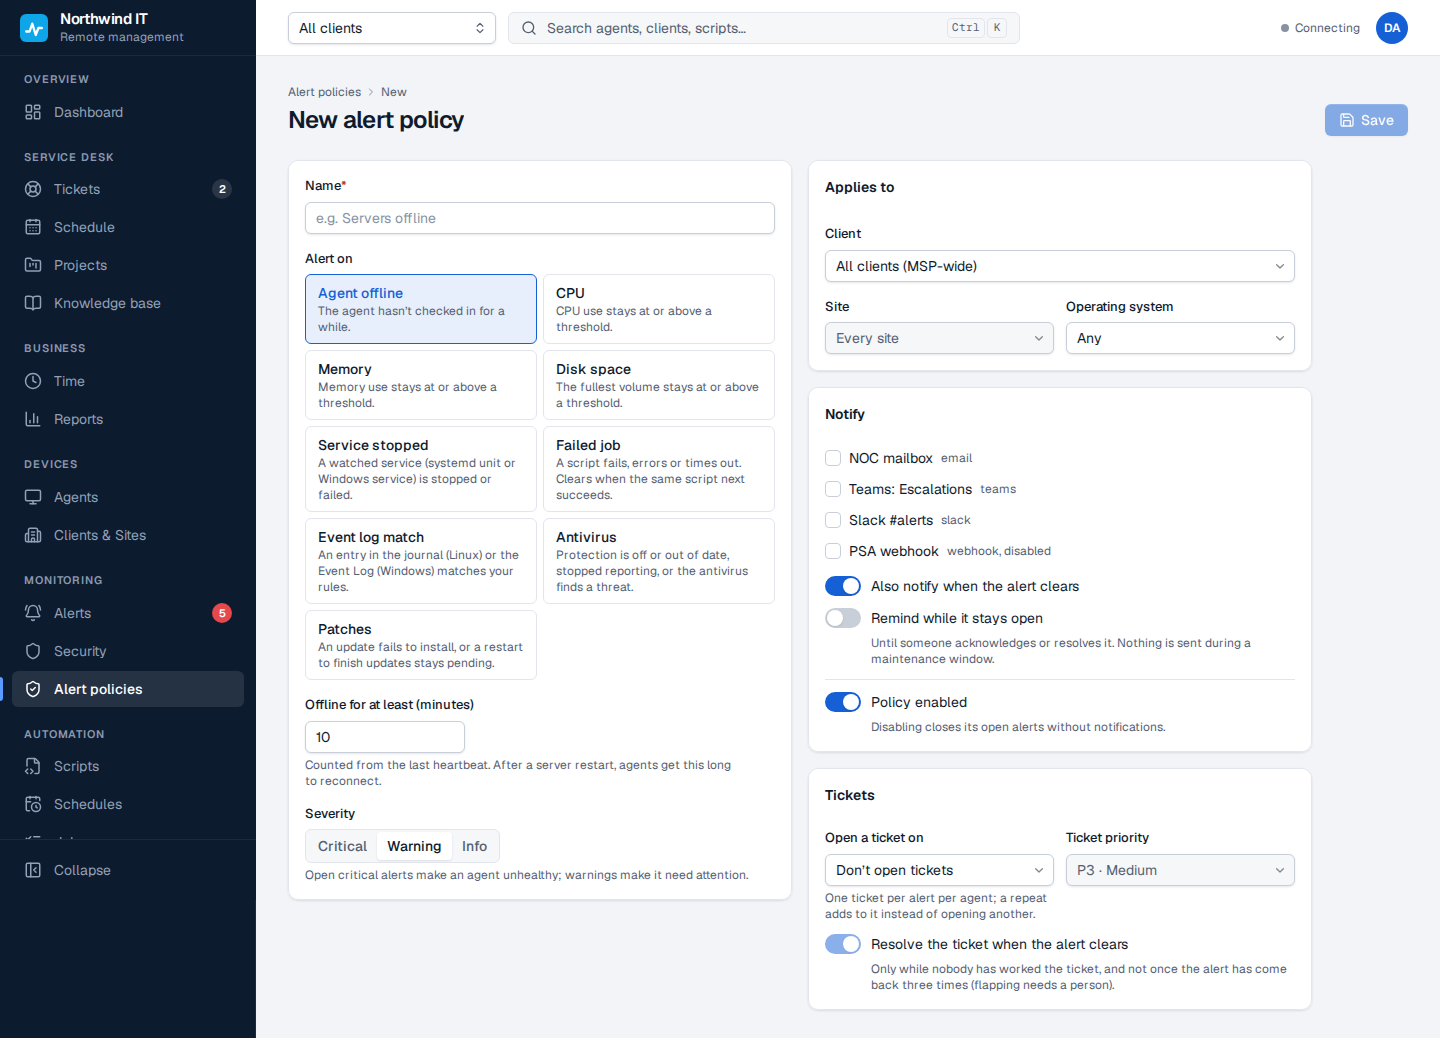 Northwind IT
Remote management
All clients
Search agents, clients, scripts...
Ctrl K
Connecting
DA
OVERVIEW
Dashboard
SERVICE DESK
Tickets 2
Schedule
Projects
Knowledge base
BUSINESS
Time
Reports
DEVICES
Agents
Clients & Sites
MONITORING
Alerts 5
Security
Alert policies
AUTOMATION
Scripts
Schedules
Collapse
Alert policies > New
New alert policy
Save
Name*
e.g. Servers offline
Alert on
Agent offline
The agent hasn't checked in for a
while.
CPU
CPU use stays at or above a
threshold.
Memory
Memory use stays at or above a
threshold.
Disk space
The fullest volume stays at or above
a threshold.
Service stopped
A watched service (systemd unit or
Windows service) is stopped or
failed.
Failed job
A script fails, errors or times out.
Clears when the same script next
succeeds.
Event log match
An entry in the journal (Linux) or the
Event Log (Windows) matches your
rules.
Antivirus
Protection is off or out of date,
stopped reporting, or the antivirus
finds a threat.
Patches
An update fails to install, or a restart
to finish updates stays pending.
Offline for at least (minutes)
10
Counted from the last heartbeat. After a server restart, agents get this long
to reconnect.
Severity
Critical Warning Info
Open critical alerts make an agent unhealthy; warnings make it need attention.
Applies to
Client
All clients (MSP-wide)
Site
Every site
Operating system
Any
Notify
NOC mailbox email
Teams: Escalations teams
Slack #alerts slack
PSA webhook webhook, disabled
Also notify when the alert clears
Remind while it stays open
Until someone acknowledges or resolves it. Nothing is sent during a
maintenance window.
Policy enabled
Disabling closes its open alerts without notifications.
Tickets
Open a ticket on
Don't open tickets
Ticket priority
P3 · Medium
One ticket per alert per agent; a repeat
adds to it instead of opening another.
Resolve the ticket when the alert clears
Only while nobody has worked the ticket, and not once the alert has come
back three times (flapping needs a person).